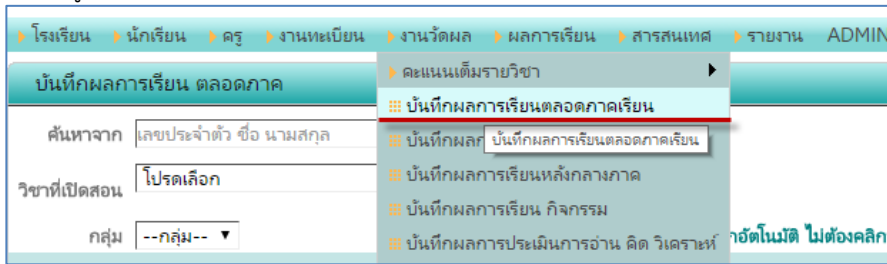 โรงเรียน นักเรียน ครู งานทะเบียน งานวัดผล ผลการเรียน สารสนเทศ รายงาน ADMIN
บันทึกผลการเรียน ตลอดภาค
คะแนนเต็มรายวิชา
บันทึกผลการเรียนตลอดภาคเรียน
ค้นหาจาก เลขประจำตัว ชื่อ นามสกุล
บันทึกผลก
บันทึกผลการเรียนตลอดภาคเรียน
บันทึกผลการเรียนหลังกลางภาค
วิชาที่เปิดสอน โปรดเลือก
บันทึกผลการเรียน กิจกรรม
กลุ่ม --กลุ่ม--
บันทึกผลการประเมินการอ่าน คิด วิเคราะห์
อัตโนมัติ ไม่ต้องคลิก